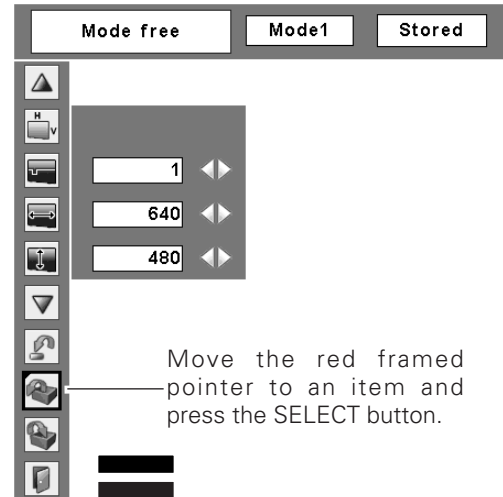 Mode free Mode1 Stored
H
V
1
640
480
Move the red framed
pointer to an item and
press the SELECT button.